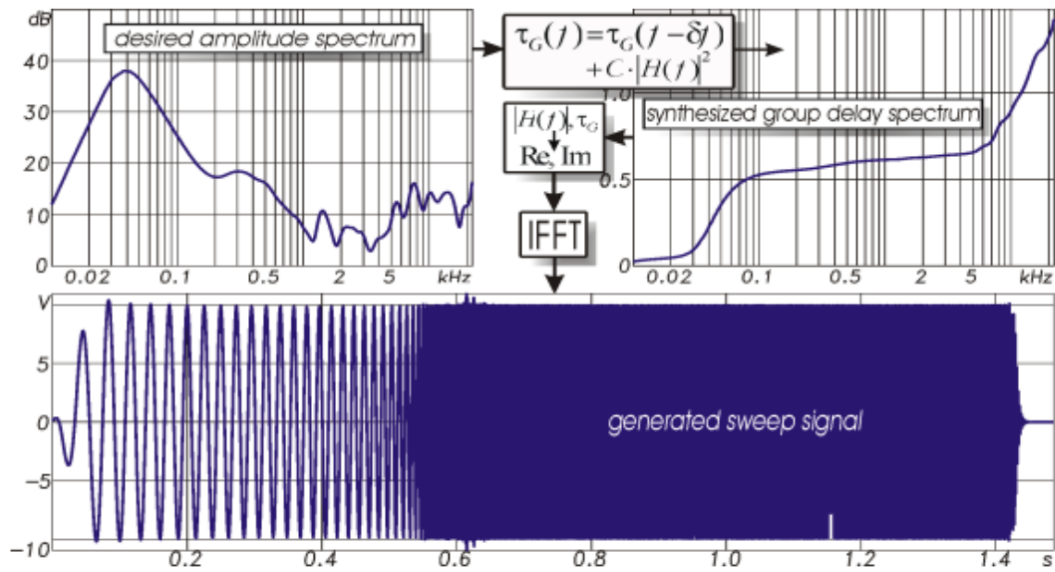 dB
desired amplitude spectrum
40
30
20
10
0
0.02 0.1 0.5 2 5 kHz
τG(f)=τG(f−δf)
+C·|H(f)|²
|H(f)|,τG
Re, Im
IFFT
synthesized group delay spectrum
1.0
0.5
0
0.02 0.1 0.5 2 5 kHz
V
5
0
−5
−10
generated sweep signal
0.2 0.4 0.6 0.8 1.0 1.2 1.4 s